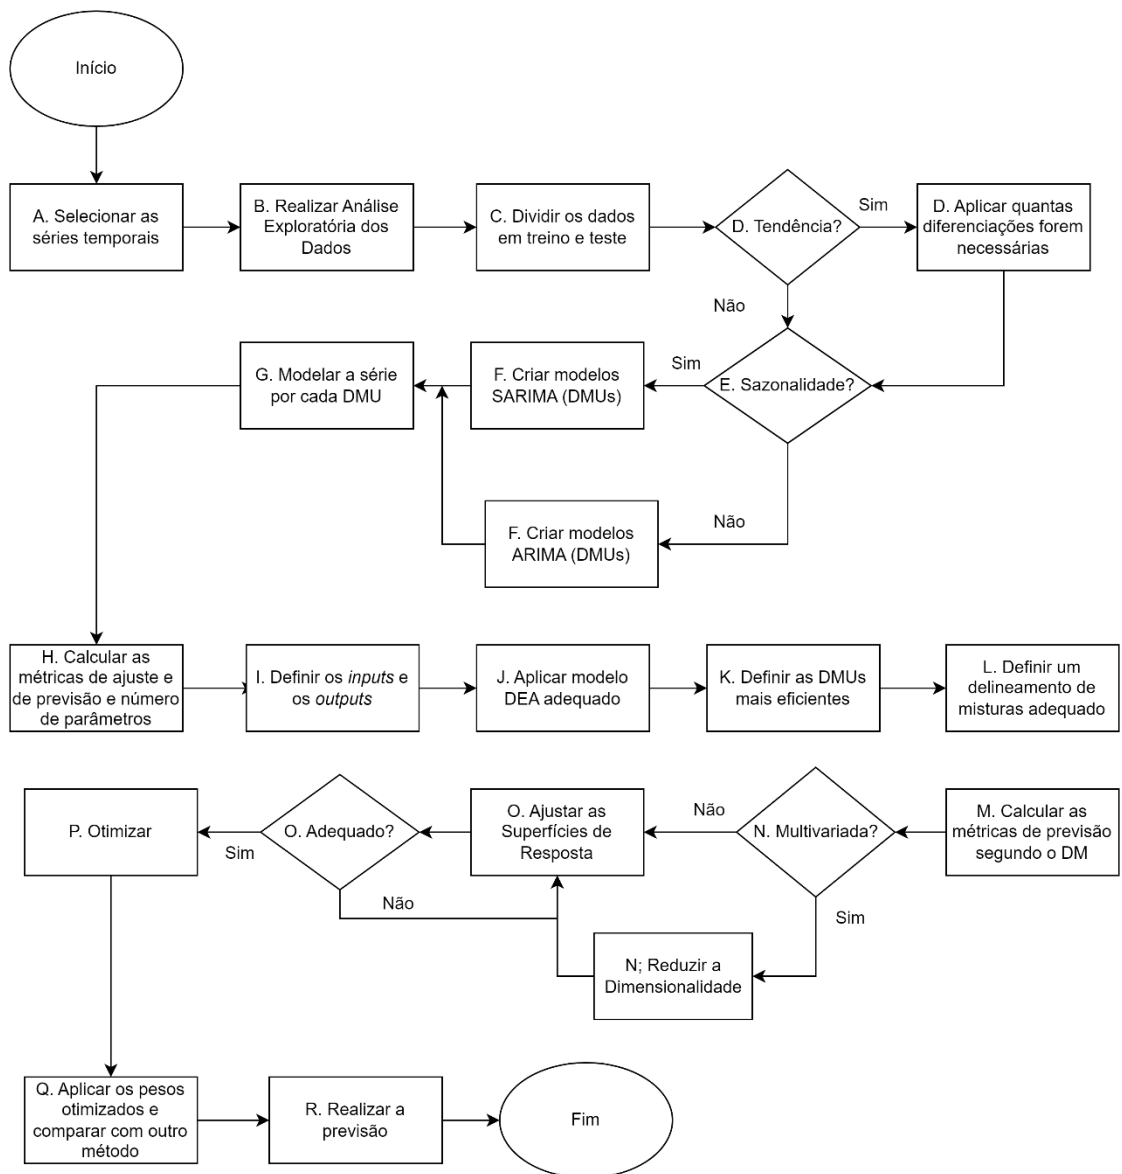 Início
A. Selecionar as
séries temporais
B. Realizar Análise
Exploratória dos
Dados
C. Dividir os dados
em treino e teste
D. Tendência?
Sim
D. Aplicar quantas
diferenciações forem
necessárias
Não
E. Sazonalidade?
Sim
F. Criar modelos
SARIMA (DMUs)
G. Modelar a série
por cada DMU
Não
F. Criar modelos
ARIMA (DMUs)
H. Calcular as
métricas de ajuste e
de previsão e número
de parâmetros
I. Definir os inputs e
os outputs
J. Aplicar modelo
DEA adequado
K. Definir as DMUs
mais eficientes
L. Definir um
delineamento de
misturas adequado
M. Calcular as
métricas de previsão
segundo o DM
N. Multivariada?
Não
Sim
N; Reduzir a
Dimensionalidade
O. Ajustar as
Superfícies de
Resposta
O. Adequado?
Não
Sim
P. Otimizar
Q. Aplicar os pesos
otimizados e
comparar com outro
método
R. Realizar a
previsão
Fim